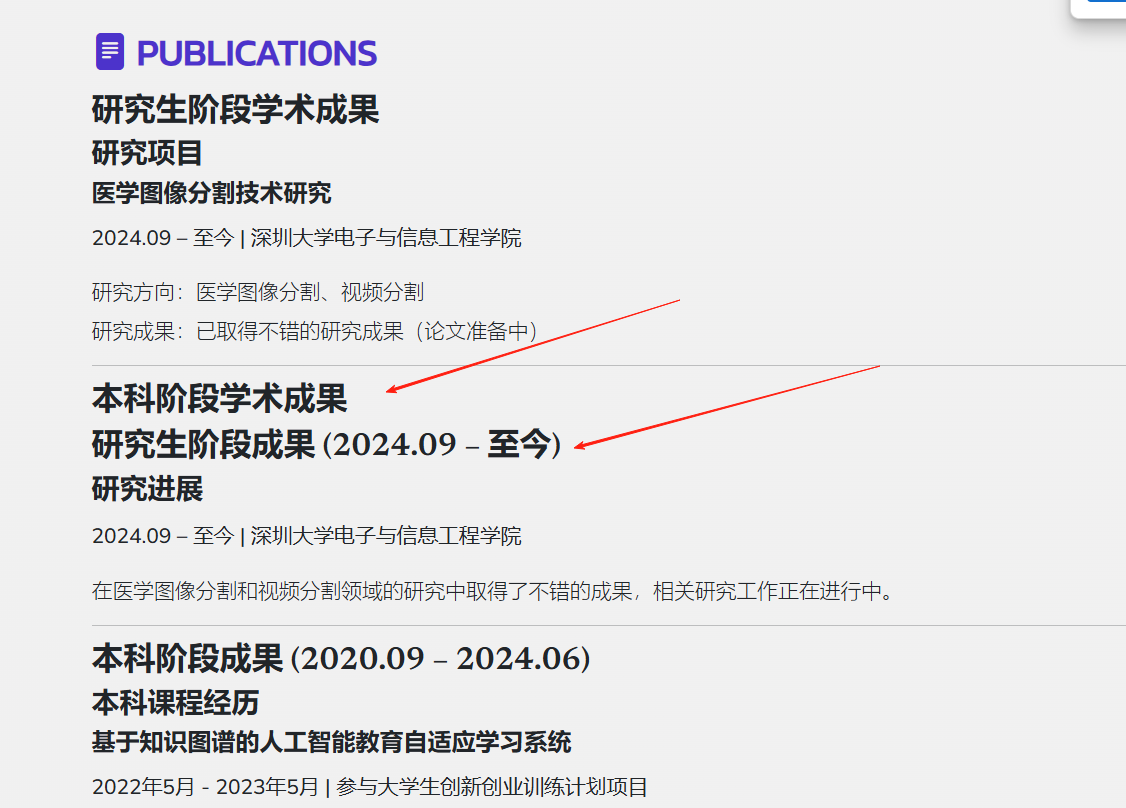 PUBLICATIONS
研究生阶段学术成果
研究项目
医学图像分割技术研究
2024.09 – 至今 | 深圳大学电子与信息工程学院
研究方向：医学图像分割、视频分割
研究成果：已取得不错的研究成果（论文准备中）
本科阶段学术成果
研究生阶段成果 (2024.09 – 至今)
研究进展
2024.09 – 至今 | 深圳大学电子与信息工程学院
在医学图像分割和视频分割领域的研究中取得了不错的成果，相关研究工作正在进行中。
本科阶段成果 (2020.09 – 2024.06)
本科课程经历
基于知识图谱的人工智能教育自适应学习系统
2022年5月 - 2023年5月 | 参与大学生创新创业训练计划项目